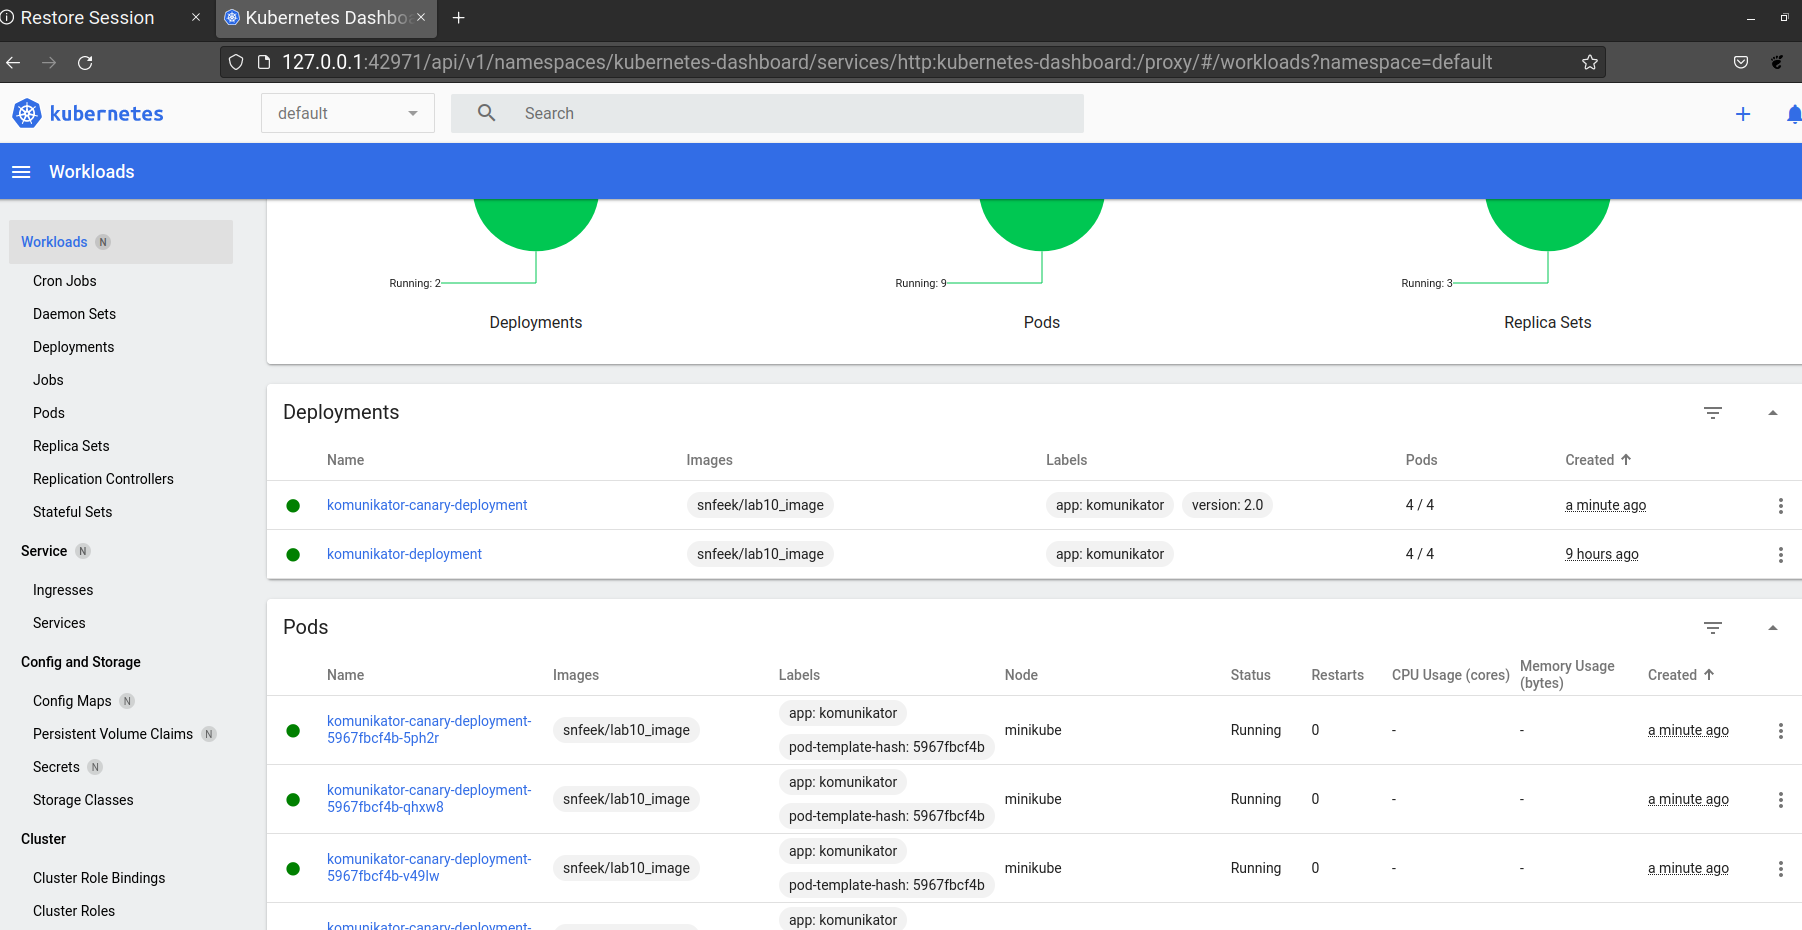 Restore Session
Kubernetes Dashbo
127.0.0.1:42971/api/v1/namespaces/kubernetes-dashboard/services/http:kubernetes-dashboard:/proxy/#/workloads?namespace=default
kubernetes
default
Search
Workloads
Workloads N
Cron Jobs
Daemon Sets
Deployments
Jobs
Pods
Replica Sets
Replication Controllers
Stateful Sets
Service N
Ingresses
Services
Config and Storage
Config Maps N
Persistent Volume Claims N
Secrets N
Storage Classes
Cluster
Cluster Role Bindings
Cluster Roles
Running: 2
Deployments
Running: 9
Pods
Running: 3
Replica Sets
Deployments
Name Images Labels Pods Created
komunikator-canary-deployment snfeek/lab10_image app: komunikator version: 2.0 4 / 4 a minute ago
komunikator-deployment snfeek/lab10_image app: komunikator 4 / 4 9 hours ago
Pods
Name Images Labels Node Status Restarts CPU Usage (cores) Memory Usage (bytes) Created
komunikator-canary-deployment-
5967fbcf4b-5ph2r
snfeek/lab10_image
app: komunikator
pod-template-hash: 5967fbcf4b
minikube Running 0 - - a minute ago
komunikator-canary-deployment-
5967fbcf4b-qhxw8
snfeek/lab10_image
app: komunikator
pod-template-hash: 5967fbcf4b
minikube Running 0 - - a minute ago
komunikator-canary-deployment-
5967fbcf4b-v49lw
snfeek/lab10_image
app: komunikator
pod-template-hash: 5967fbcf4b
minikube Running 0 - - a minute ago
komunikator-canary-deployment-
app: komunikator